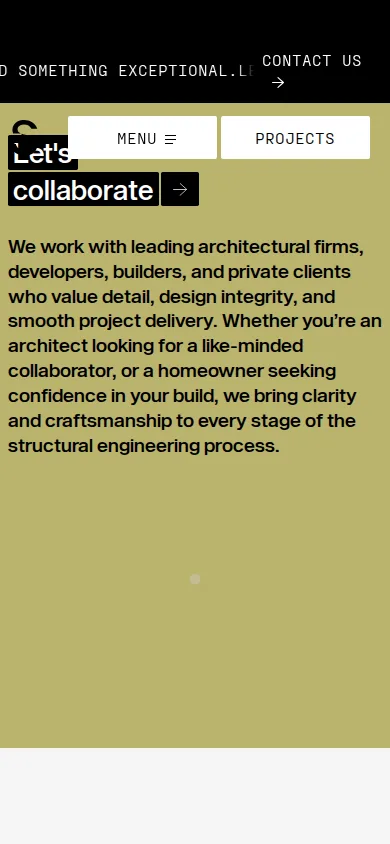 D SOMETHING EXCEPTIONAL.LE
CONTACT US →
S
MENU
PROJECTS
Let's
collaborate →
We work with leading architectural firms,
developers, builders, and private clients
who value detail, design integrity, and
smooth project delivery. Whether you’re an
architect looking for a like-minded
collaborator, or a homeowner seeking
confidence in your build, we bring clarity
and craftsmanship to every stage of the
structural engineering process.